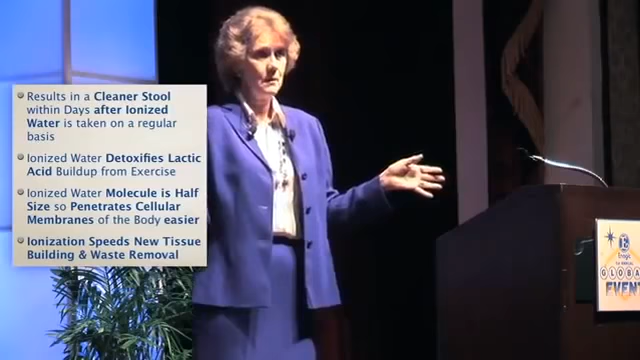 Results in a Cleaner Stool
within Days after Ionized
Water is taken on a regular
basis
Ionized Water Detoxifies Lactic
Acid Buildup from Exercise
Ionized Water Molecule is Half
Size so Penetrates Cellular
Membranes of the Body easier
Ionization Speeds New Tissue
Building & Waste Removal
Enagic
GLOBAL
EVENT